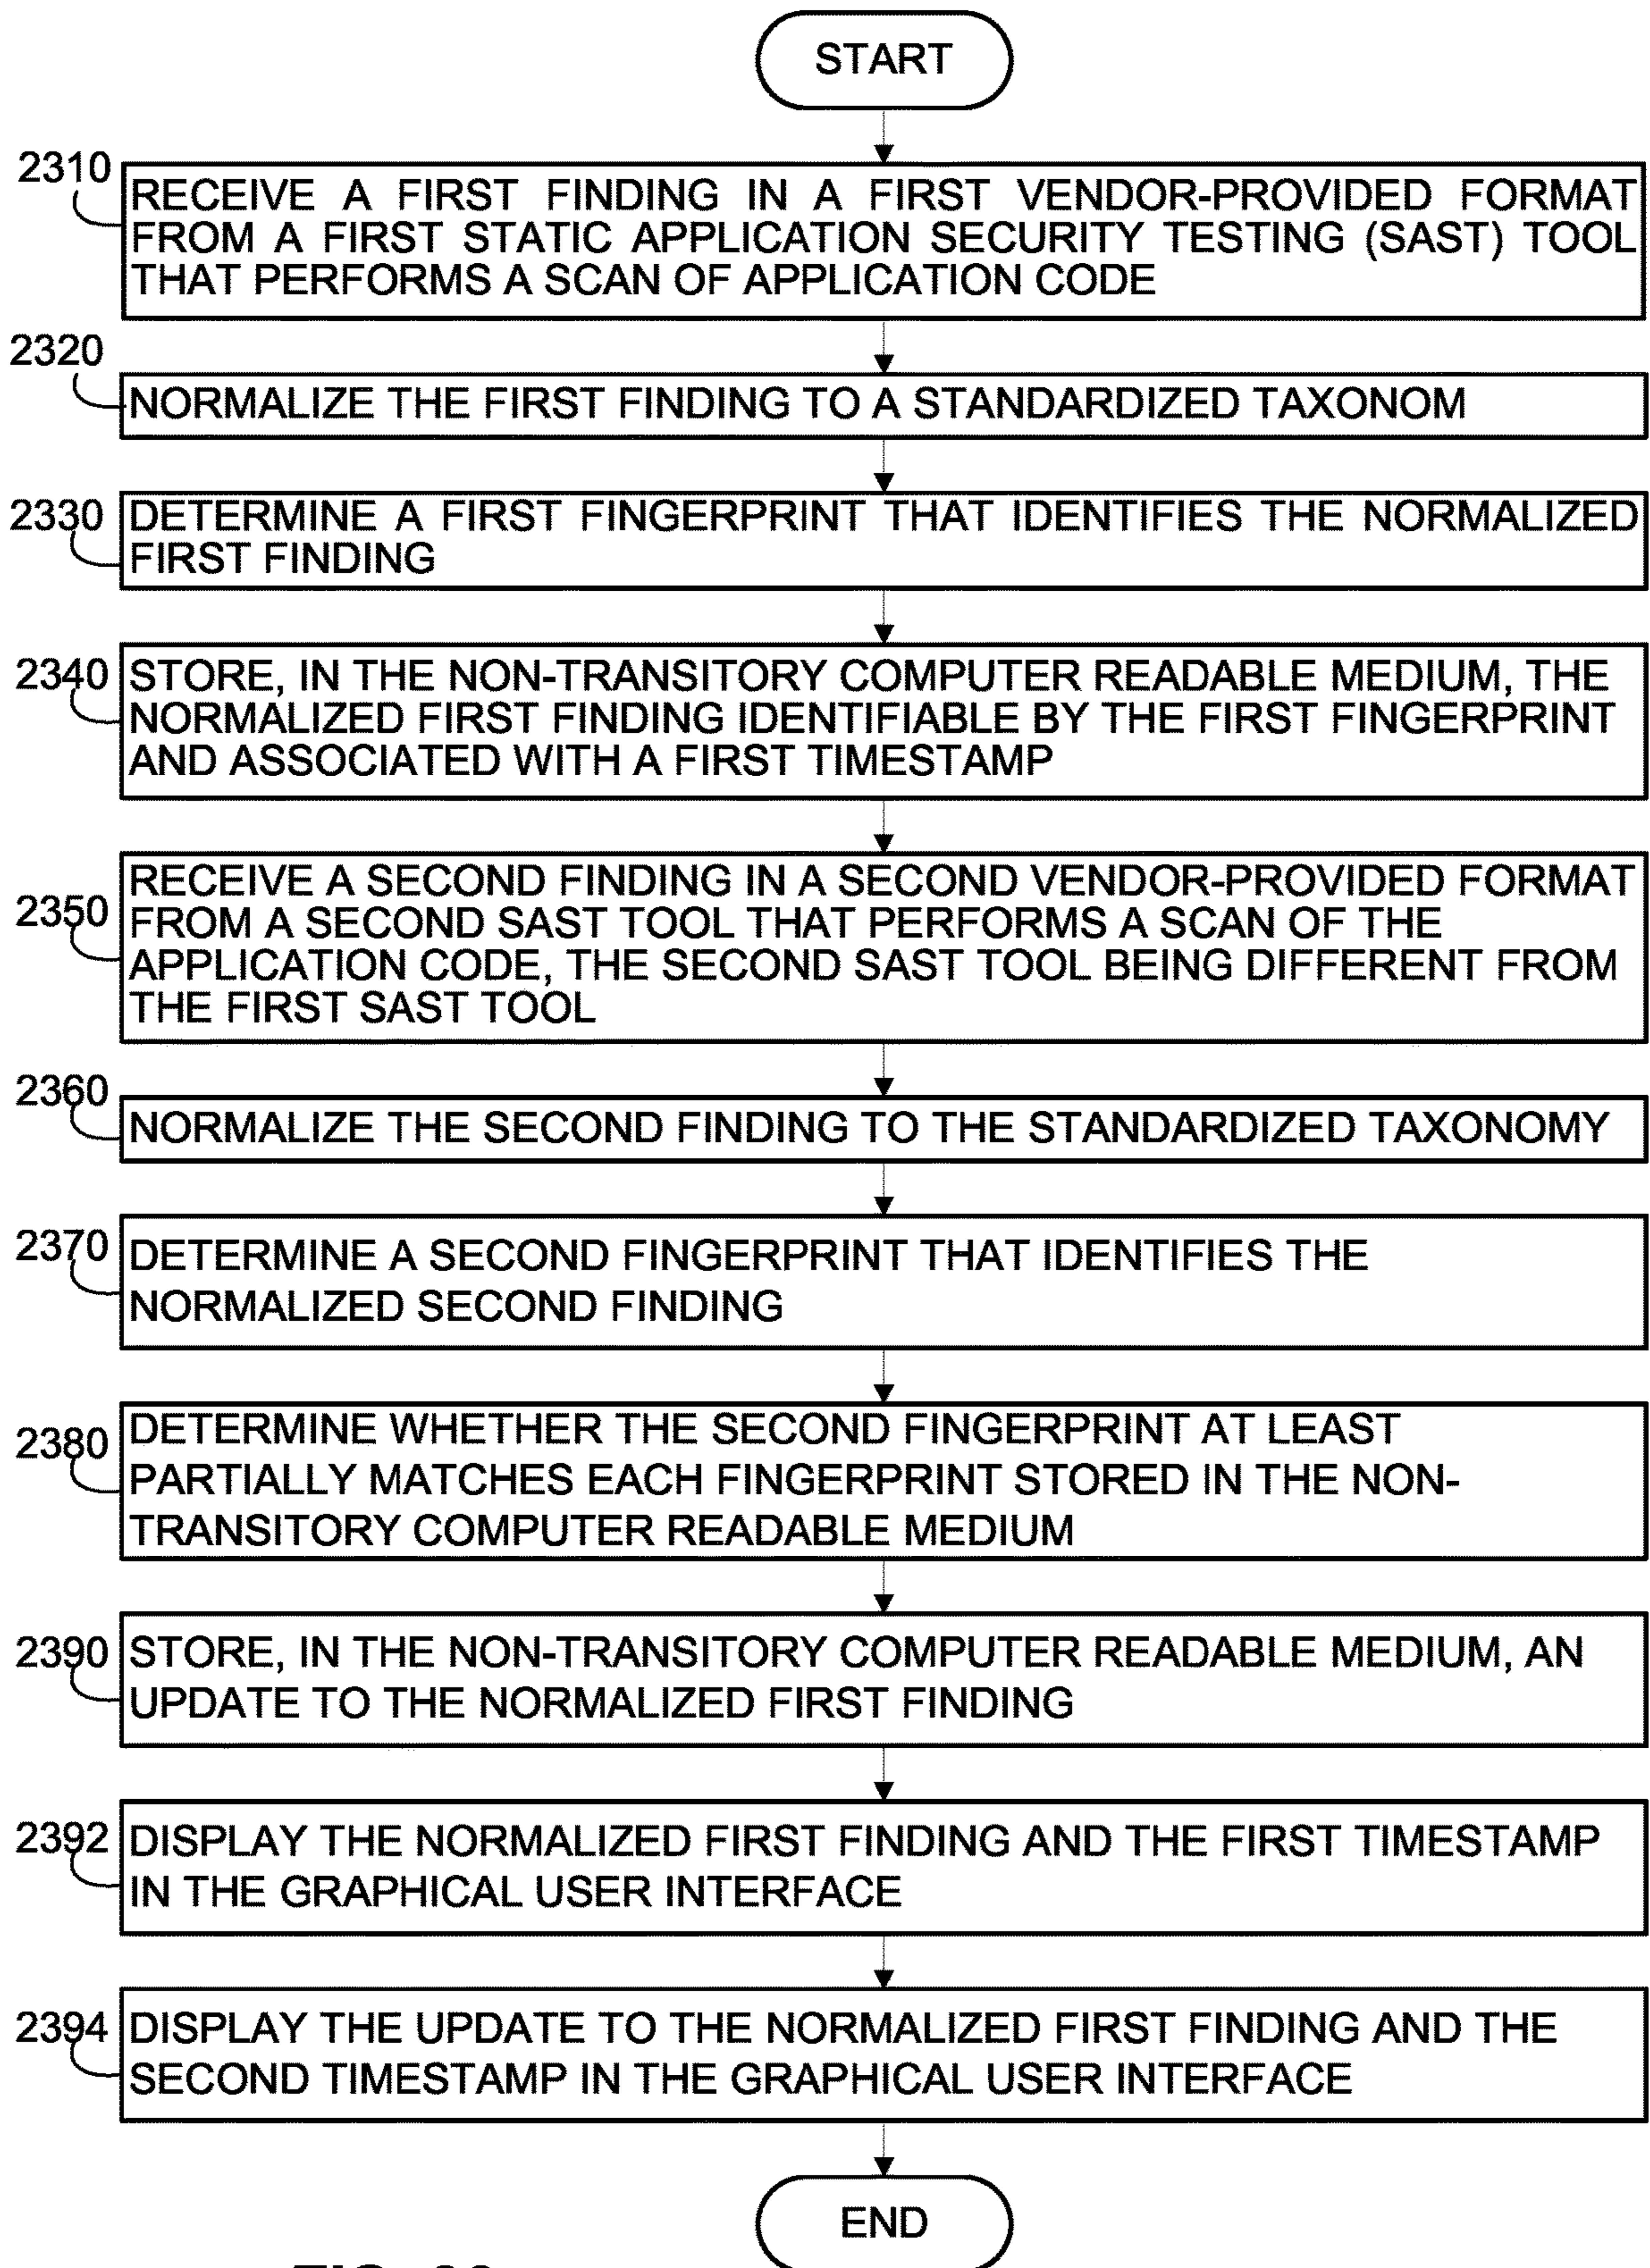 START
2310
RECEIVE A FIRST FINDING IN A FIRST VENDOR-PROVIDED FORMAT
FROM A FIRST STATIC APPLICATION SECURITY TESTING (SAST) TOOL
THAT PERFORMS A SCAN OF APPLICATION CODE
2320
NORMALIZE THE FIRST FINDING TO A STANDARDIZED TAXONOM
2330
DETERMINE A FIRST FINGERPRINT THAT IDENTIFIES THE NORMALIZED
FIRST FINDING
2340
STORE, IN THE NON-TRANSITORY COMPUTER READABLE MEDIUM, THE
NORMALIZED FIRST FINDING IDENTIFIABLE BY THE FIRST FINGERPRINT
AND ASSOCIATED WITH A FIRST TIMESTAMP
2350
RECEIVE A SECOND FINDING IN A SECOND VENDOR-PROVIDED FORMAT
FROM A SECOND SAST TOOL THAT PERFORMS A SCAN OF THE
APPLICATION CODE, THE SECOND SAST TOOL BEING DIFFERENT FROM
THE FIRST SAST TOOL
2360
NORMALIZE THE SECOND FINDING TO THE STANDARDIZED TAXONOMY
2370
DETERMINE A SECOND FINGERPRINT THAT IDENTIFIES THE
NORMALIZED SECOND FINDING
2380
DETERMINE WHETHER THE SECOND FINGERPRINT AT LEAST
PARTIALLY MATCHES EACH FINGERPRINT STORED IN THE NON-
TRANSITORY COMPUTER READABLE MEDIUM
2390
STORE, IN THE NON-TRANSITORY COMPUTER READABLE MEDIUM, AN
UPDATE TO THE NORMALIZED FIRST FINDING
2392
DISPLAY THE NORMALIZED FIRST FINDING AND THE FIRST TIMESTAMP
IN THE GRAPHICAL USER INTERFACE
2394
DISPLAY THE UPDATE TO THE NORMALIZED FIRST FINDING AND THE
SECOND TIMESTAMP IN THE GRAPHICAL USER INTERFACE
END